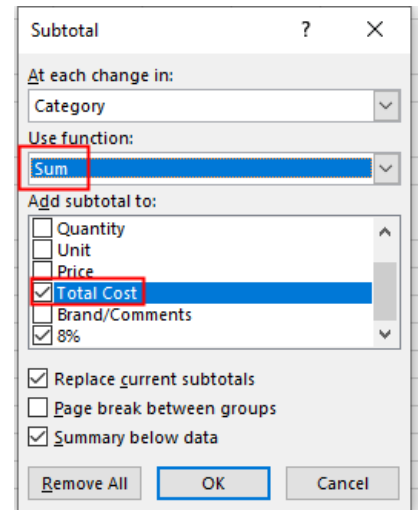 Subtotal ? ×
At each change in:
Category
Use function:
Sum
Add subtotal to:
Quantity
Unit
Price
Total Cost
Brand/Comments
8%
Replace current subtotals
Page break between groups
Summary below data
Remove All OK Cancel